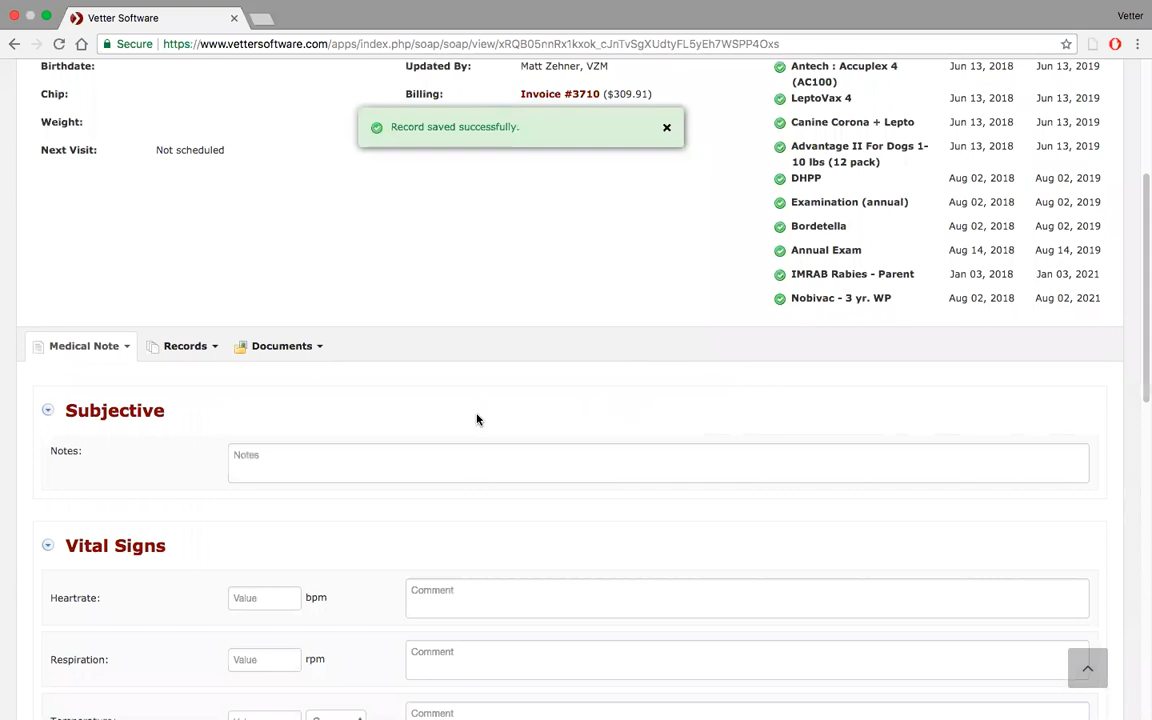 Vetter Software
Vetter
Secure https://www.vettersoftware.com/apps/index.php/soap/soap/view/xRQB05nnRx1kxok_cJnTvSgXUdtyFL5yEh7WSPP4Oxs
Birthdate:
Updated By: Matt Zehner, VZM
Chip:
Billing: Invoice #3710 ($309.91)
Weight:
Next Visit: Not scheduled
Record saved successfully.
Antech : Accuplex 4 Jun 13, 2018 Jun 13, 2019
(AC100)
LeptoVax 4 Jun 13, 2018 Jun 13, 2019
Canine Corona + Lepto Jun 13, 2018 Jun 13, 2019
Advantage II For Dogs 1- Jun 13, 2018 Jun 13, 2019
10 lbs (12 pack)
DHPP Aug 02, 2018 Aug 02, 2019
Examination (annual) Aug 02, 2018 Aug 02, 2019
Bordetella Aug 02, 2018 Aug 02, 2019
Annual Exam Aug 14, 2018 Aug 14, 2019
IMRAB Rabies - Parent Jan 03, 2018 Jan 03, 2021
Nobivac - 3 yr. WP Aug 02, 2018 Aug 02, 2021
Medical Note Records Documents
Subjective
Notes: Notes
Vital Signs
Heartrate: Value bpm Comment
Respiration: Value rpm Comment
Comment